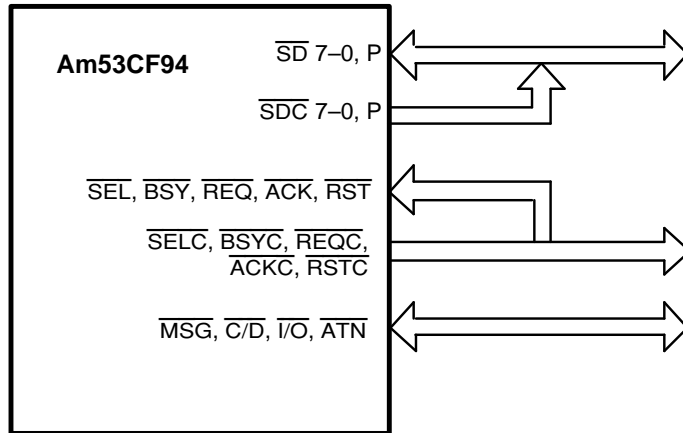 Am53CF94
SD 7–0, P
SDC 7–0, P
SEL, BSY, REQ, ACK, RST
SELC, BSYC, REQC,
ACKC, RSTC
MSG, C/D, I/O, ATN